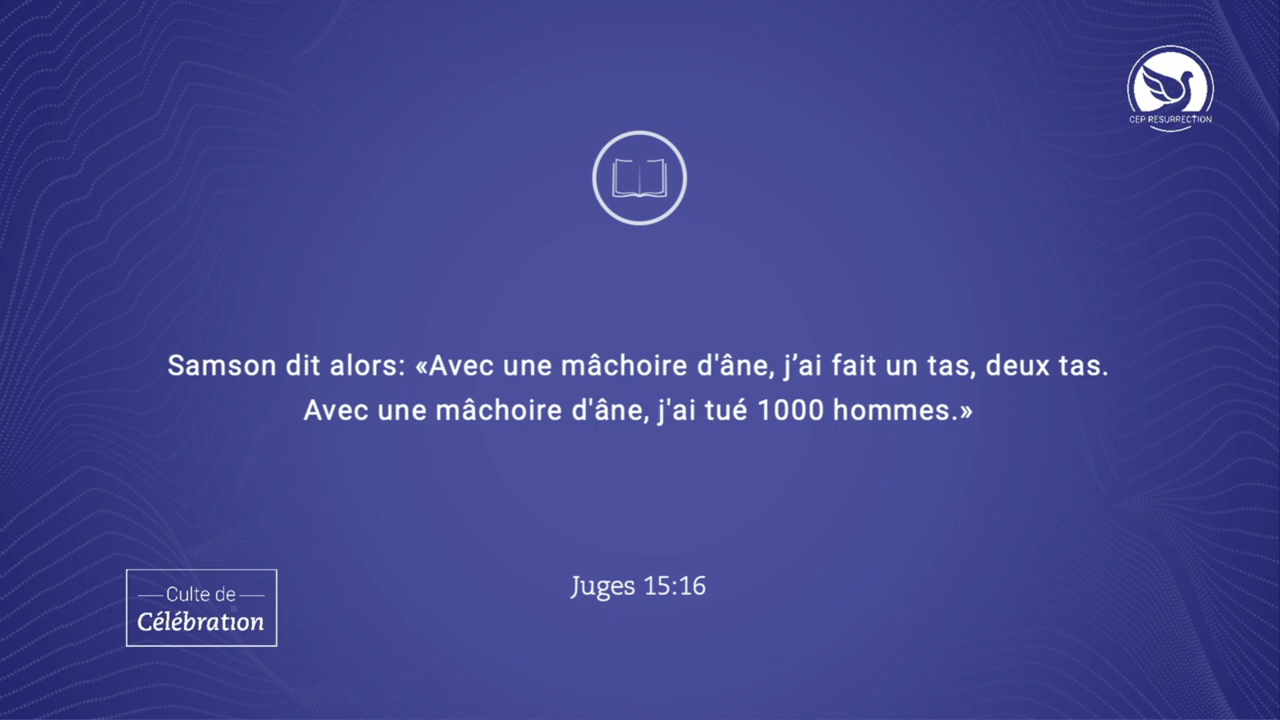 CEP RESURRECTION
Samson dit alors: «Avec une mâchoire d'âne, j’ai fait un tas, deux tas.
Avec une mâchoire d'âne, j'ai tué 1000 hommes.»
Juges 15:16
Culte de
Célébration